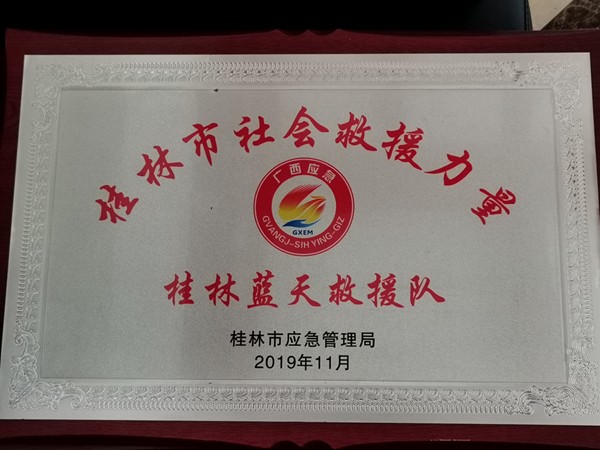 桂林市社会救援力量
广西应急
GXEM
GVANGJ-SIH YING-GIZ
桂林蓝天救援队
桂林市应急管理局
2019年11月